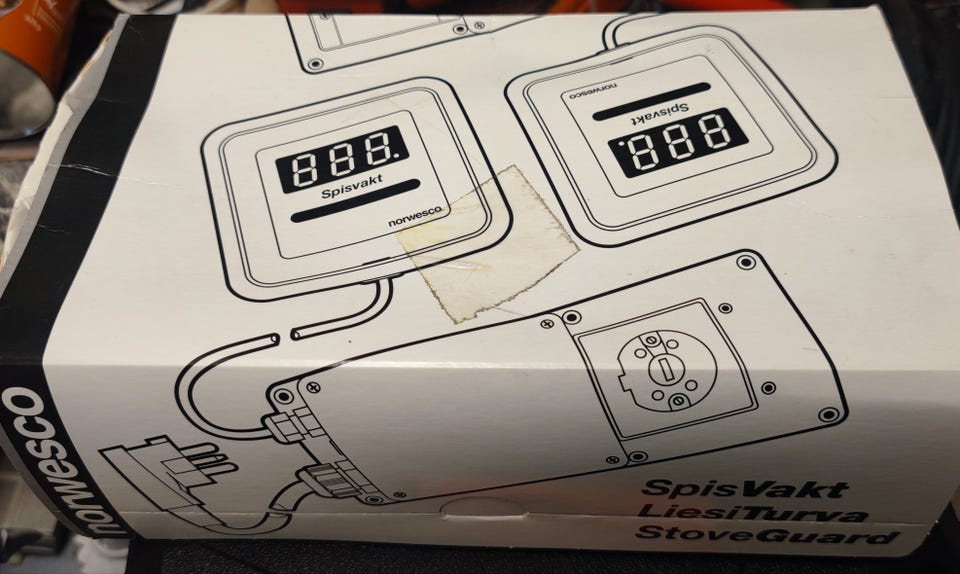 888.
Spisvakt
norwesco
norwesco
Spisvakt
888.
norwesco
SpisVakt
LiesiTurva
StoveGuard